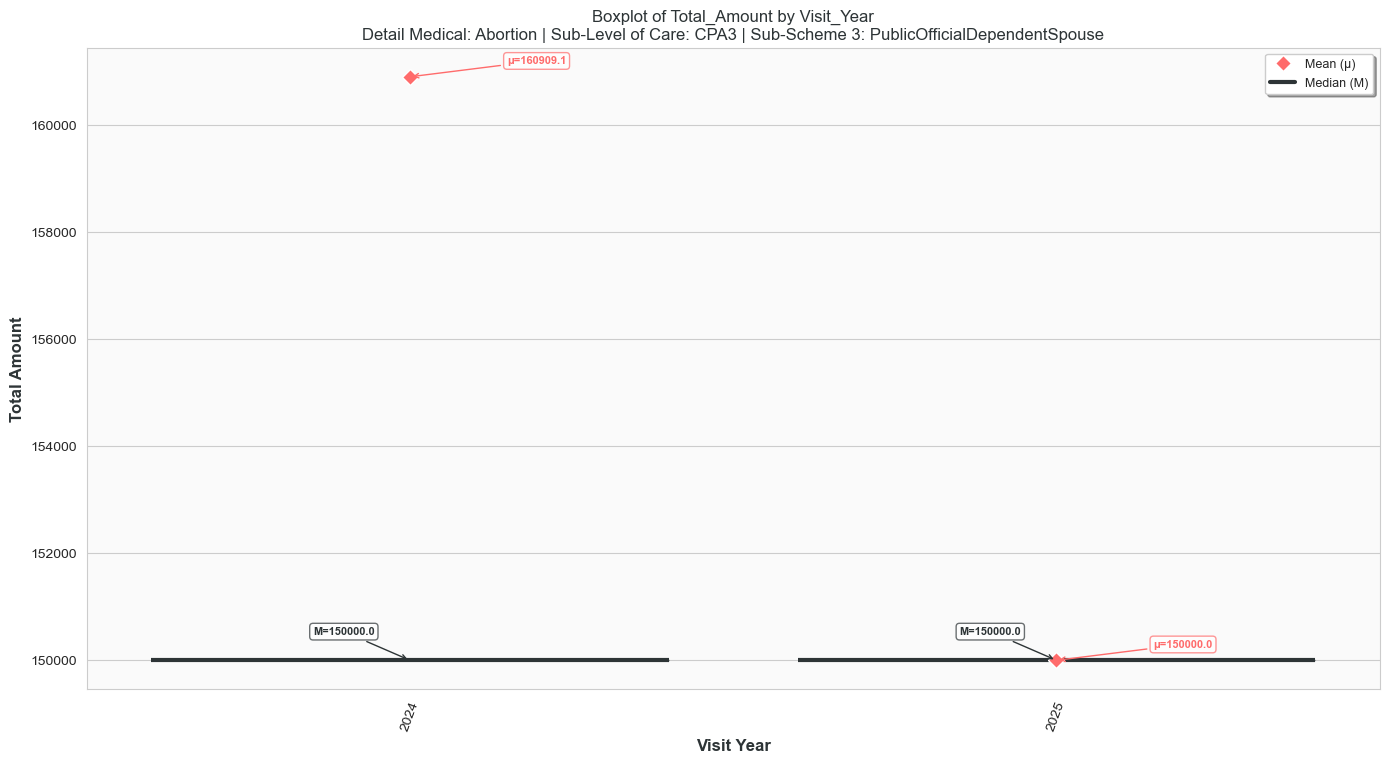 Boxplot of Total_Amount by Visit_Year
Detail Medical: Abortion | Sub-Level of Care: CPA3 | Sub-Scheme 3: PublicOfficialDependentSpouse
μ=160909.1
Mean (μ)
Median (M)
160000
158000
156000
154000
152000
150000
Total Amount
M=150000.0
M=150000.0
μ=150000.0
2024
2025
Visit Year